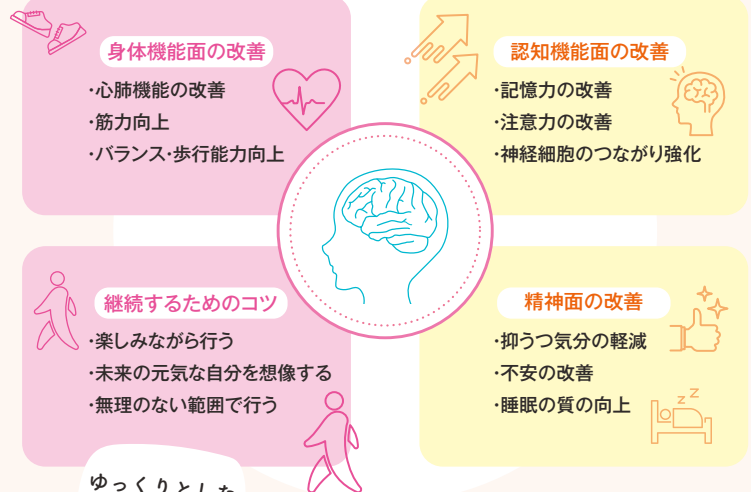 身体機能面の改善
・心肺機能の改善
・筋力向上
・バランス・歩行能力向上
認知機能面の改善
・記憶力の改善
・注意力の改善
・神経細胞のつながり強化
継続するためのコツ
・楽しみながら行う
・未来の元気な自分を想像する
・無理のない範囲で行う
精神面の改善
・抑うつ気分の軽減
・不安の改善
・睡眠の質の向上
z z
ゆっくりとした